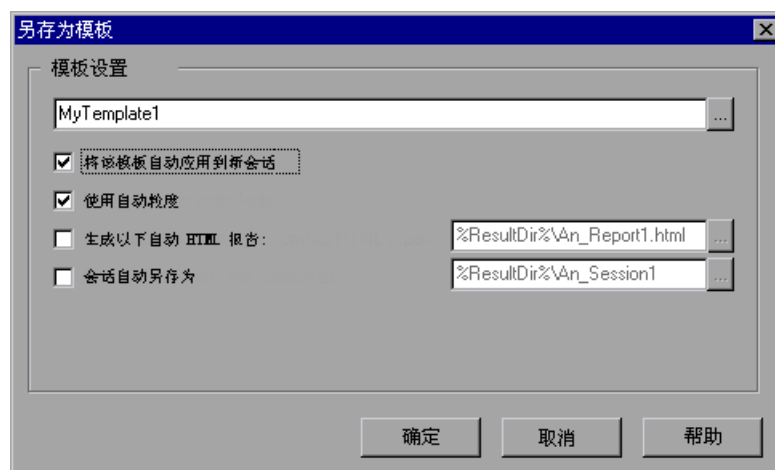 另存为模板
模板设置
MyTemplate1
...
将该模板自动应用到新会话
使用自动粒度
生成以下自动 HTML 报告: %ResultDir%\An_Report1.html ...
会话自动另存为 %ResultDir%\An_Session1 ...
确定 取消 帮助